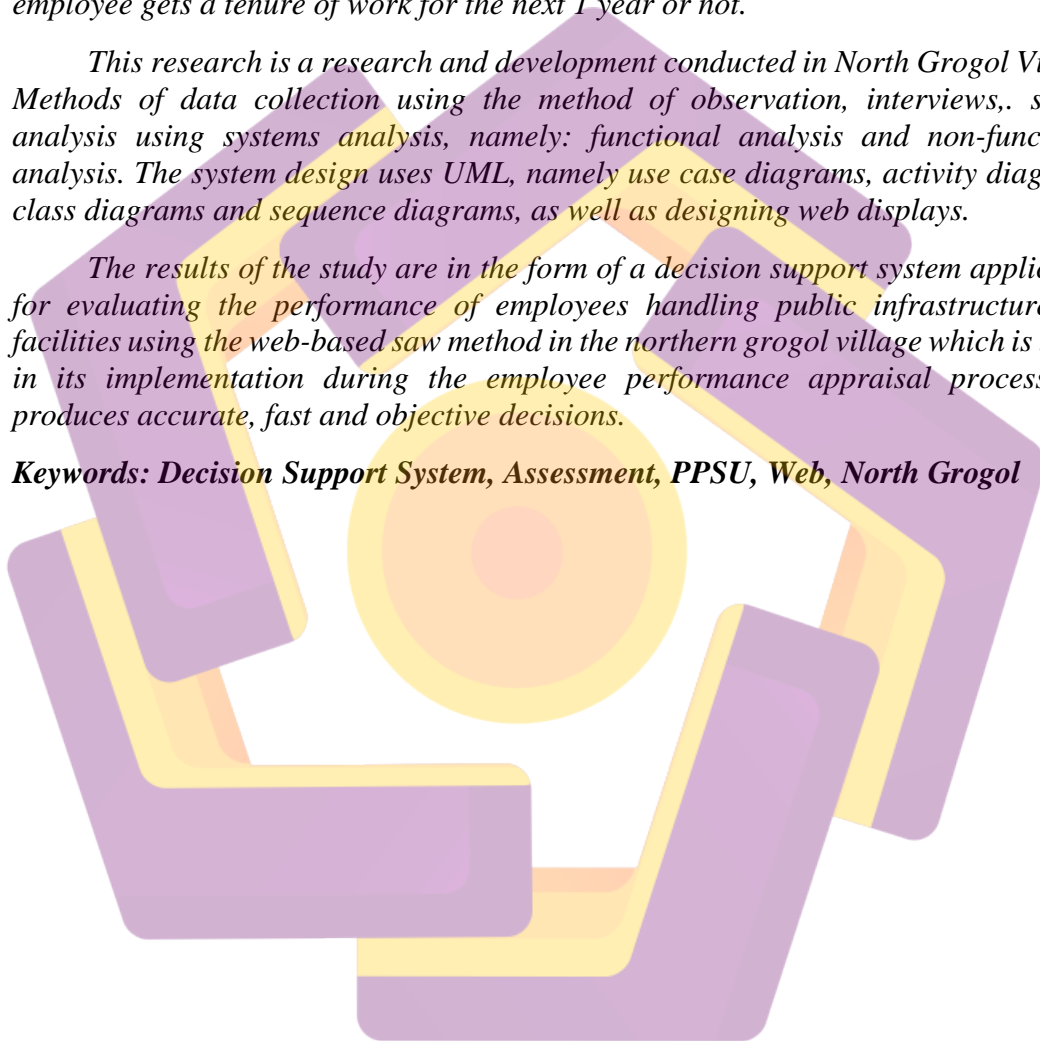 employee gets a tenure of work for the next 1 year or not.
This research is a research and development conducted in North Grogol Vi
Methods of data collection using the method of observation, interviews,. s
analysis using systems analysis, namely: functional analysis and non-func
analysis. The system design uses UML, namely use case diagrams, activity diag
class diagrams and sequence diagrams, as well as designing web displays.
The results of the study are in the form of a decision support system applic
for evaluating the performance of employees handling public infrastructure
facilities using the web-based saw method in the northern grogol village which is
in its implementation during the employee performance appraisal process
produces accurate, fast and objective decisions.
Keywords: Decision Support System, Assessment, PPSU, Web, North Grogol